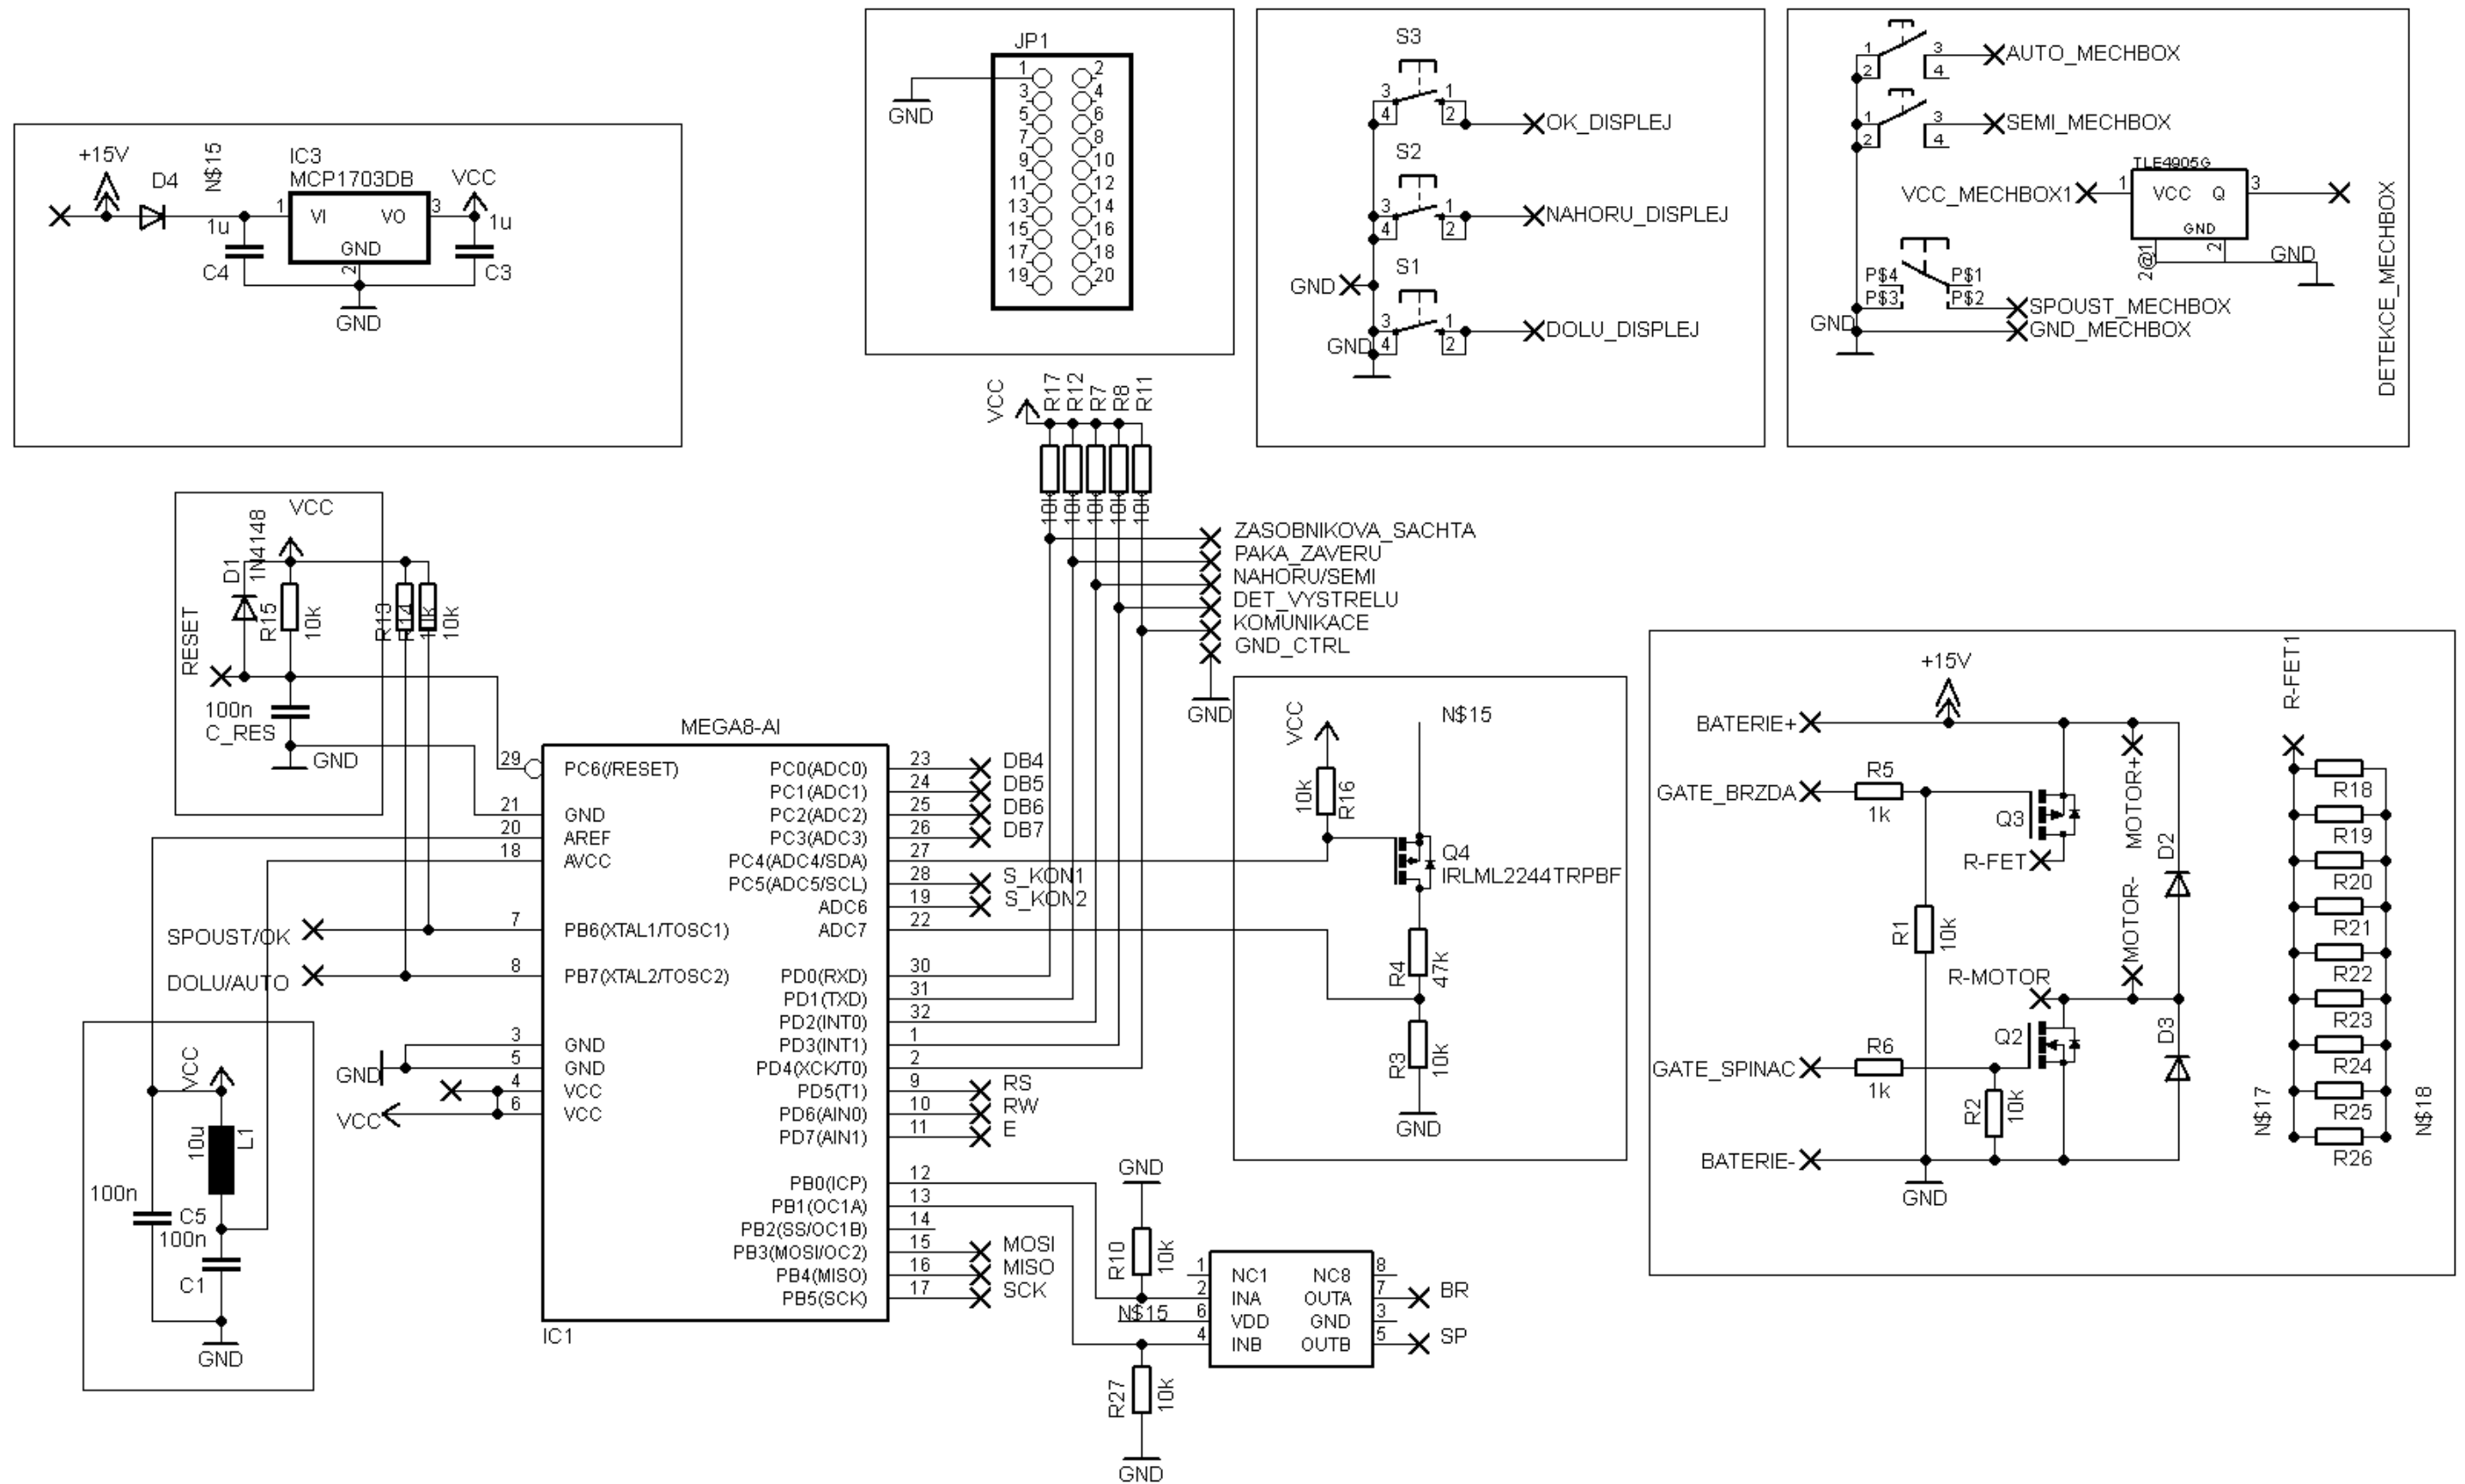 +15V
D4
N$15
IC3
MCP1703DB
VCC
1
VI
VO
3
GND
2
1u
C4
1u
C3
GND
JP1
GND
1
2
3
4
5
6
7
8
9
10
11
12
13
14
15
16
17
18
19
20
S3
3
4
1
2
OK_DISPLEJ
S2
3
4
1
2
NAHORU_DISPLEJ
GND
S1
3
4
1
2
DOLU_DISPLEJ
GND
1
2
3
4
AUTO_MECHBOX
1
2
3
4
SEMI_MECHBOX
TLE4905G
VCC_MECHBOX1
1
VCC
Q
3
GND
2@1
2
GND
P$4
P$3
P$1
P$2
SPOUST_MECHBOX
GND
GND_MECHBOX
DETEKCE_MECHBOX
VCC
R17
R12
R7
R8
R11
ZASOBNIKOVA_SACHTA
PAKA_ZAVERU
NAHORU/SEMI
DET_VYSTRELU
KOMUNIKACE
GND_CTRL
GND
VCC
D1
1N4148
R15
10k
R13
R14
10k
RESET
100n
C_RES
GND
MEGA8-AI
29
PC6(/RESET)
21
GND
20
AREF
18
AVCC
SPOUST/OK
7
PB6(XTAL1/TOSC1)
DOLU/AUTO
8
PB7(XTAL2/TOSC2)
3
GND
GND
5
GND
4
VCC
VCC
6
VCC
PC0(ADC0)
23
DB4
PC1(ADC1)
24
DB5
PC2(ADC2)
25
DB6
PC3(ADC3)
26
DB7
PC4(ADC4/SDA)
27
PC5(ADC5/SCL)
28
S_KON1
ADC6
19
S_KON2
ADC7
22
PD0(RXD)
30
PD1(TXD)
31
PD2(INT0)
32
PD3(INT1)
1
PD4(XCK/T0)
2
PD5(T1)
9
RS
PD6(AIN0)
10
RW
PD7(AIN1)
11
E
PB0(ICP)
12
PB1(OC1A)
13
PB2(SS/OC1B)
14
PB3(MOSI/OC2)
15
MOSI
PB4(MISO)
16
MISO
PB5(SCK)
17
SCK
IC1
VCC
10u
L1
100n
C5
100n
C1
GND
VCC
N$15
10k
R16
Q4
IRLML2244TRPBF
R4
47k
R3
10k
GND
GND
R10
10k
1
NC1
NC8
8
2
INA
OUTA
7
BR
N$15
6
VDD
GND
3
4
INB
OUTB
5
SP
R27
10k
GND
+15V
BATERIE+
GATE_BRZDA
R5
1k
Q3
R-FET
MOTOR+
D2
MOTOR-
R1
10k
R-MOTOR
Q2
D3
GATE_SPINAC
R6
1k
R2
10k
BATERIE-
GND
R-FET1
R18
R19
R20
R21
R22
R23
R24
R25
R26
N$17
N$18